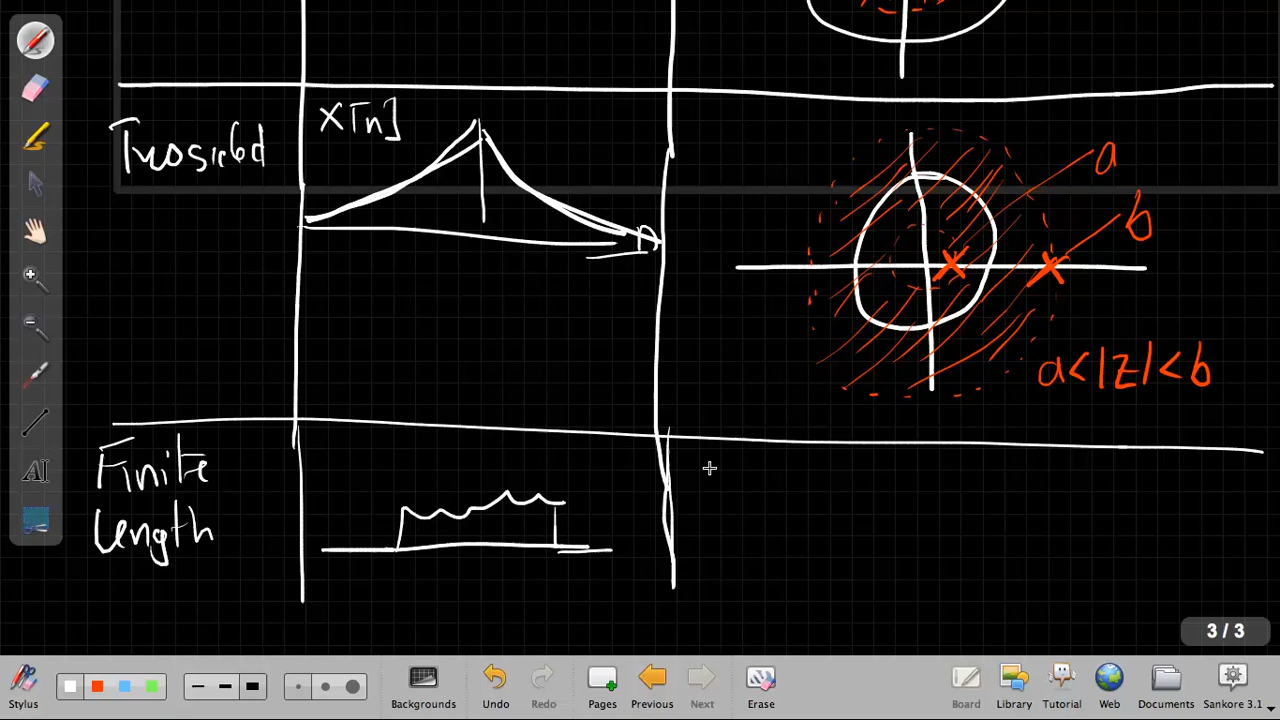 Twosided
x[n]
n
a
b
a<|z|<b
Finite
Length
3/3
Stylus
Backgrounds
Undo
Redo
Pages
Previous
Next
Erase
Board
Library
Tutorial
Web
Documents
Sankore 3.1